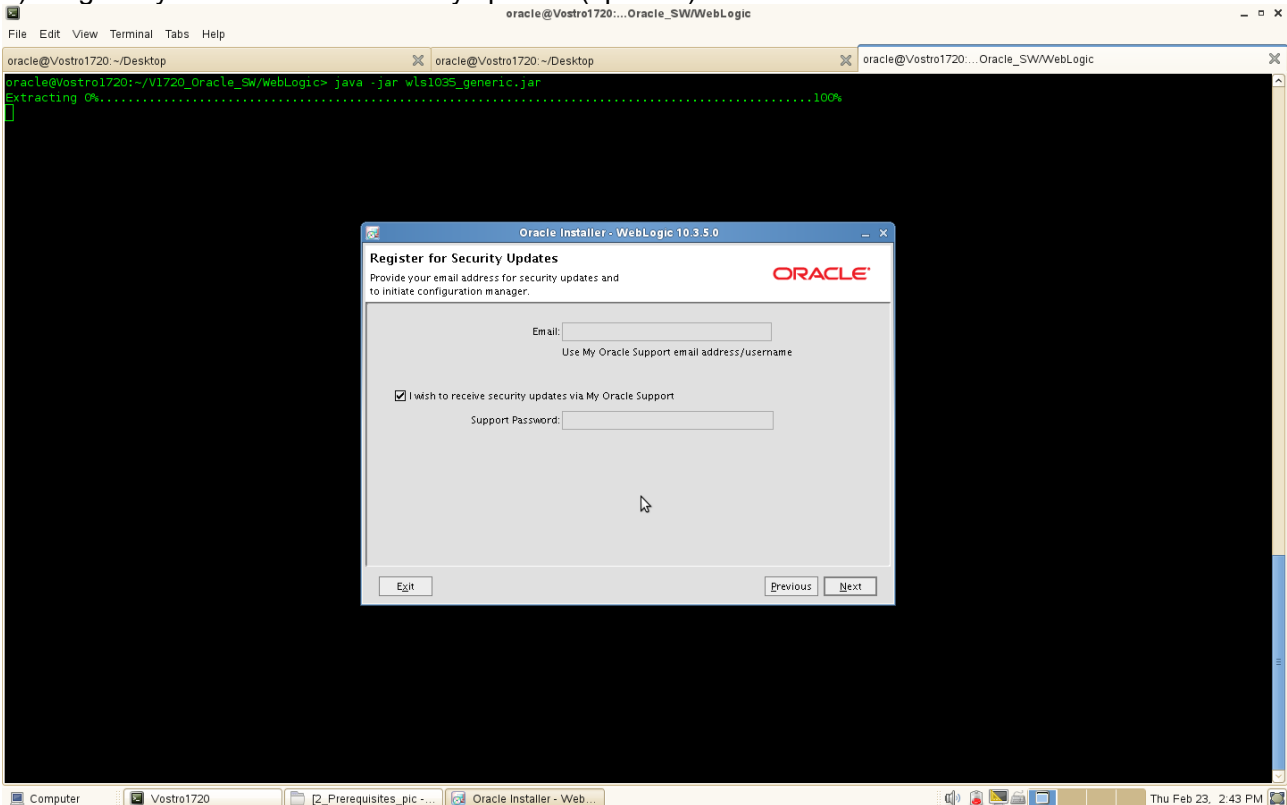 oracle@Vostro1720:...Oracle_SW/WebLogic
File Edit View Terminal Tabs Help
oracle@Vostro1720:~/Desktop oracle@Vostro1720:~/Desktop oracle@Vostro1720:...Oracle_SW/WebLogic
oracle@Vostro1720:~/V1720_Oracle_SW/WebLogic> java -jar wls1035_generic.jar
Extracting 0%....................................................................................................100%
Oracle Installer - WebLogic 10.3.5.0
Register for Security Updates
Provide your email address for security updates and
to initiate configuration manager.
ORACLE
Email:
Use My Oracle Support email address/username
I wish to receive security updates via My Oracle Support
Support Password:
Exit Previous Next
Computer Vostro1720 [2_Prerequisites_pic -... Oracle Installer - Web... Thu Feb 23, 2:43 PM